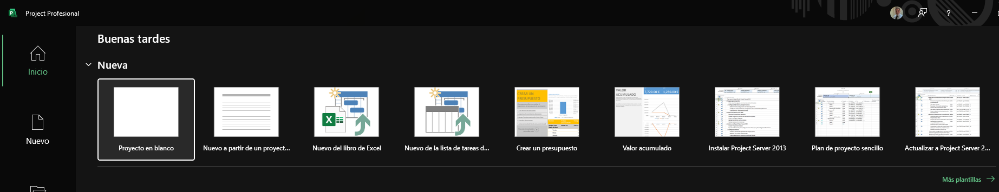 Project Profesional
?
Buenas tardes
Inicio
Nueva
Nuevo
CREAR UN
PRESUPUESTO
VALOR
ACUMULADO
7,720.00 €
1,230.00 €
Proyecto en blanco
Nuevo a partir de un proyect...
Nuevo del libro de Excel
Nuevo de la lista de tareas d...
Crear un presupuesto
Valor acumulado
Instalar Project Server 2013
Plan de proyecto sencillo
Actualizar a Project Server 2...
Más plantillas